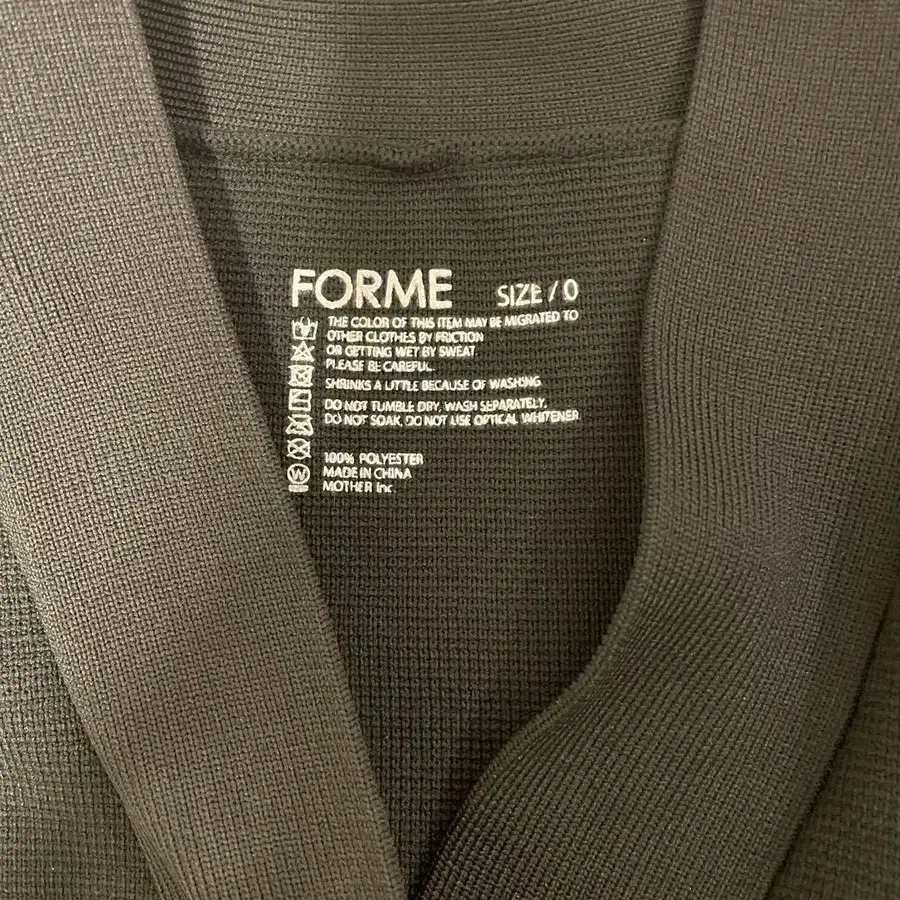 FORME SIZE / 0
THE COLOR OF THIS ITEM MAY BE MIGRATED TO
OTHER CLOTHES BY FRICTION
OR GETTING WET BY SWEAT
PLEASE BE CAREFUL.
SHRINKS A LITTLE BECAUSE OF WASHING
DO NOT TUMBLE DRY, WASH SEPARATELY,
DO NOT SOAK, DO NOT USE OPTICAL WHITENER
W
100% POLYESTER
MADE IN CHINA
MOTHER Inc.